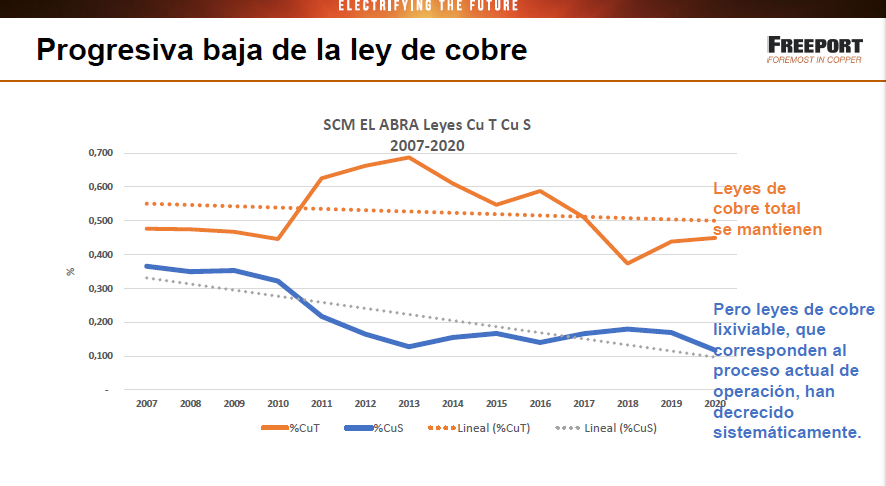 ELECTRIFYING THE FUTURE
Progresiva baja de la ley de cobre
FREEPORT
FOREMOST IN COPPER
SCM EL ABRA Leyes Cu T Cu S
2007-2020
0,700
0,600
0,500
0,400
0,300
0,200
0,100
-
%
2007 2008 2009 2010 2011 2012 2013 2014 2015 2016 2017 2018 2019 2020
%CuT %CuS Lineal (%CuT) Lineal (%CuS)
Leyes de
cobre total
se mantienen
Pero leyes de cobre
lixiviable, que
corresponden al
proceso actual de
operación, han
decrecido
sistemáticamente.